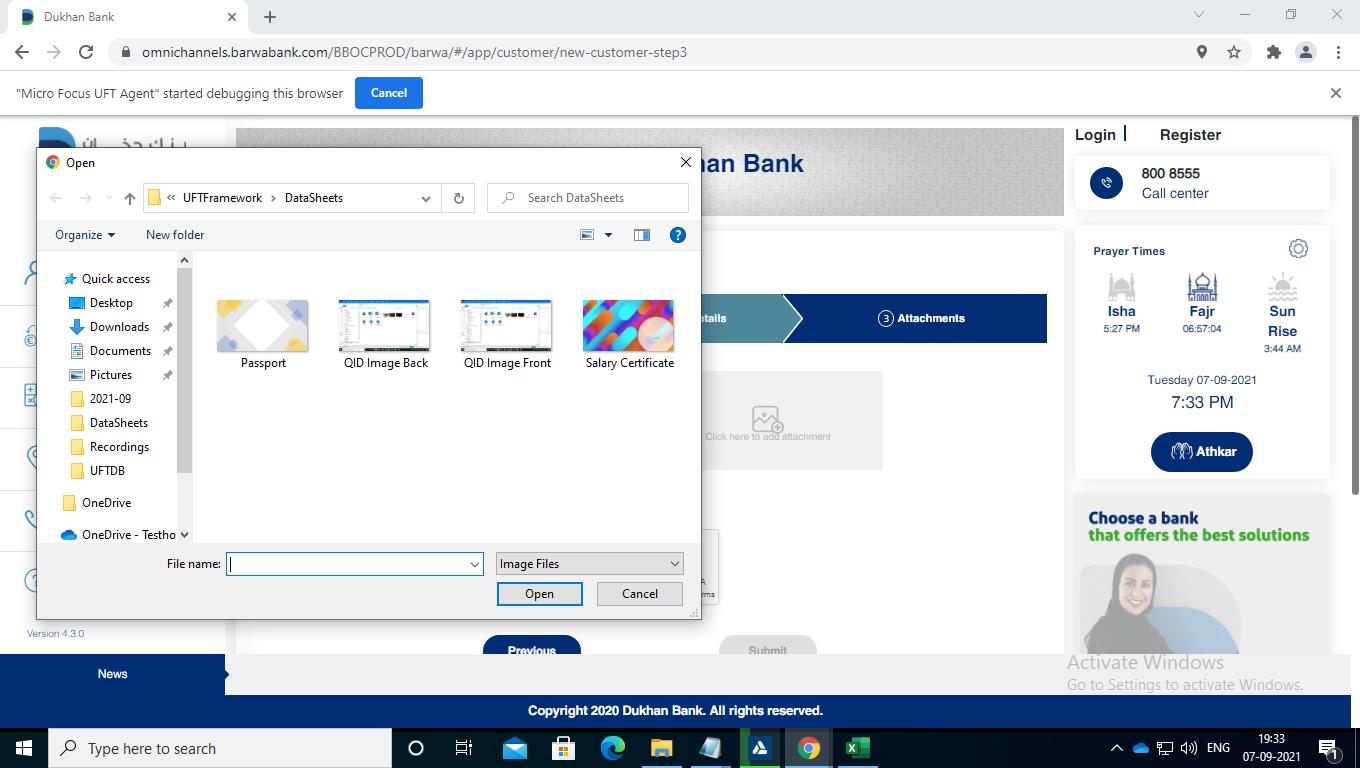 Dukhan Bank
omnichannels.barwabank.com/BBOCPROD/barwa/#/app/customer/new-customer-step3
"Micro Focus UFT Agent" started debugging this browser
Cancel
Open
« UFTFramework > DataSheets
Search DataSheets
Organize
New folder
Quick access
Desktop
Downloads
Documents
Pictures
2021-09
DataSheets
Recordings
UFTDB
OneDrive
OneDrive - Testho
Passport
QID Image Back
QID Image Front
Salary Certificate
File name:
Image Files
Open
Cancel
Bank
3 Attachments
Click here to add attachment
Previous
Submit
Version 4.3.0
News
Login
Register
800 8555
Call center
Prayer Times
Isha
5:27 PM
Fajr
06:57:04
Sun
Rise
3:44 AM
Tuesday 07-09-2021
7:33 PM
Athkar
Choose a bank
that offers the best solutions
Activate Windows
Go to Settings to activate Windows.
Copyright 2020 Dukhan Bank. All rights reserved.
Type here to search
ENG
19:33
07-09-2021
1